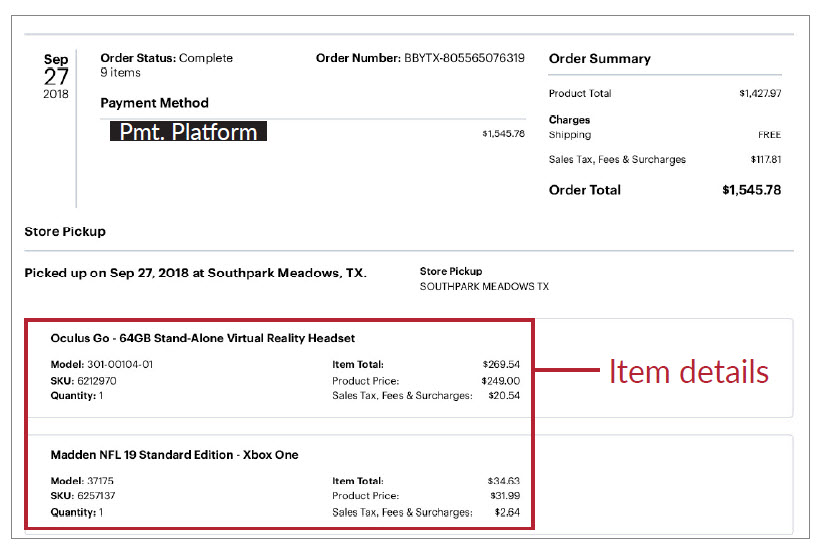 Sep
27
2018
Order Status: Complete
9 items
Order Number: BBYTX-805565076319
Payment Method
Pmt. Platform
$1,545.78
Order Summary
Product Total $1,427.97
Charges
Shipping FREE
Sales Tax, Fees & Surcharges $117.81
Order Total $1,545.78
Store Pickup
Picked up on Sep 27, 2018 at Southpark Meadows, TX.
Store Pickup
SOUTHPARK MEADOWS TX
Oculus Go - 64GB Stand-Alone Virtual Reality Headset
Model: 301-00104-01
SKU: 6212970
Quantity: 1
Item Total: $269.54
Product Price: $249.00
Sales Tax, Fees & Surcharges: $20.54
Item details
Madden NFL 19 Standard Edition - Xbox One
Model: 37175
SKU: 6257137
Quantity: 1
Item Total: $34.63
Product Price: $31.99
Sales Tax, Fees & Surcharges: $2.64